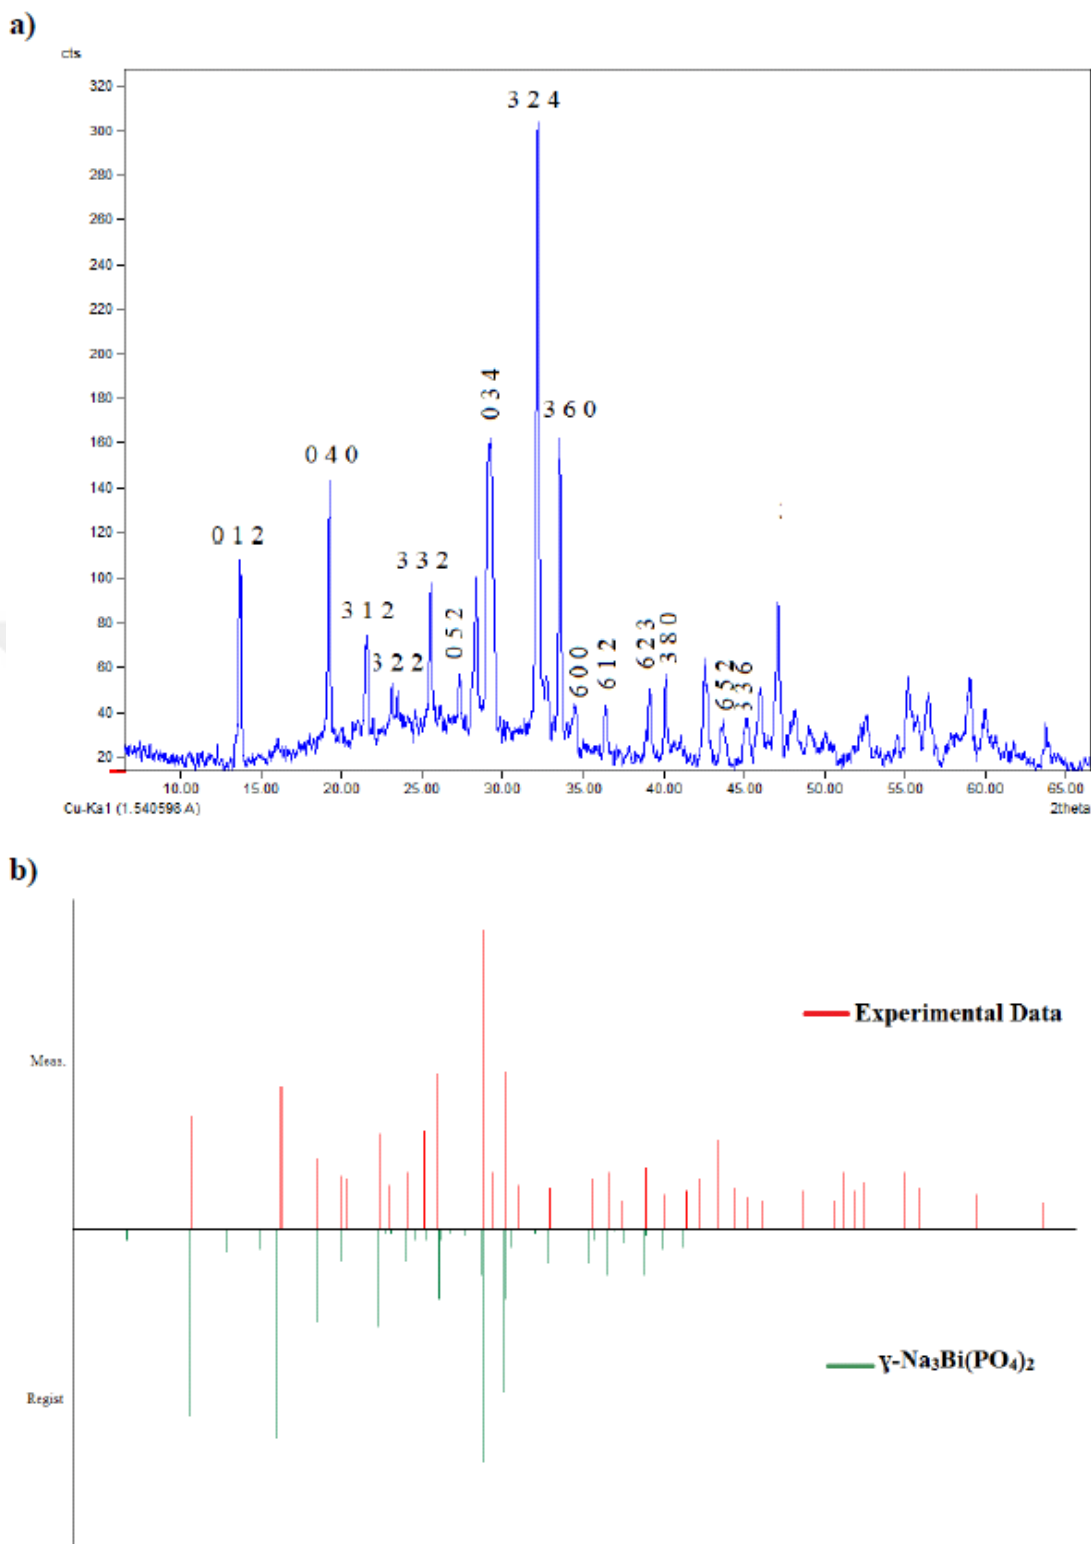 a)
cts
320
300
280
260
240
220
200
180
160
140
120
100
80
60
40
20
0 1 2
0 4 0
3 1 2
3 2 2
3 3 2
0 5 2
0 3 4
3 2 4
3 6 0
6 0 0
6 1 2
6 2 3
3 8 0
6 5 2
3 3 6
:
10.00 15.00 20.00 25.00 30.00 35.00 40.00 45.00 50.00 55.00 60.00 65.00
Cu-Ka1 (1.540598 A) 2theta
b)
Experimental Data
Meas.
γ-Na₃Bi(PO₄)₂
Regist